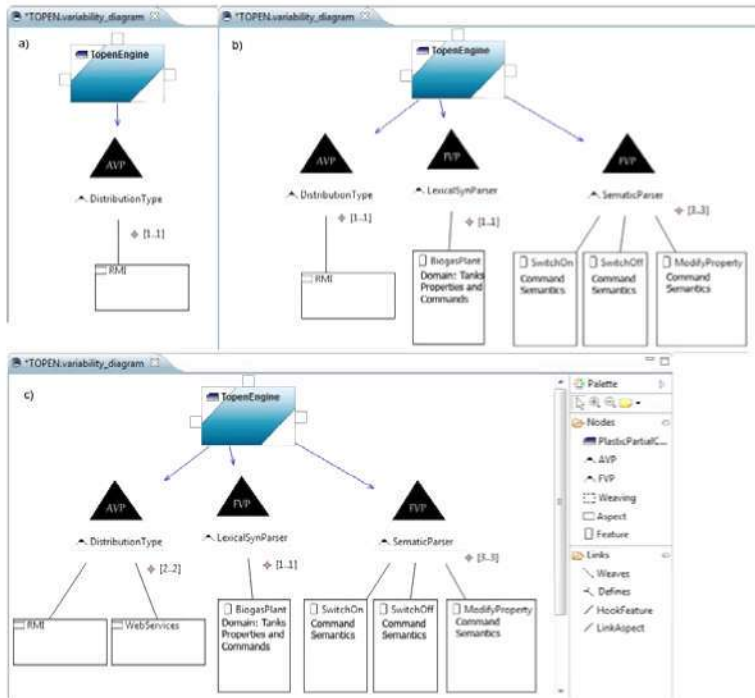 *TOPEN.variability_diagram
a)
TopenEngine
AVP
DistributionType
[1..1]
RMI
*TOPEN.variability_diagram
b)
TopenEngine
AVP
DistributionType
[1..1]
RMI
FVP
LexicalSynParser
[1..1]
BiogasPlant
Domain: Tanks
Properties and
Commands
FVP
SematicParser
[3..3]
SwitchOn
Command
Semantics
SwitchOff
Command
Semantics
ModifyProperty
Command
Semantics
*TOPEN.variability_diagram
c)
TopenEngine
AVP
DistributionType
[2..2]
RMI
WebServices
FVP
LexicalSynParser
[1..1]
BiogasPlant
Domain: Tanks
Properties and
Commands
FVP
SematicParser
[3..3]
SwitchOn
Command
Semantics
SwitchOff
Command
Semantics
ModifyProperty
Command
Semantics
Palette
Nodes
PlasticPartialC...
AVP
FVP
Weaving
Aspect
Feature
Links
Weaves
Defines
HookFeature
LinkAspect